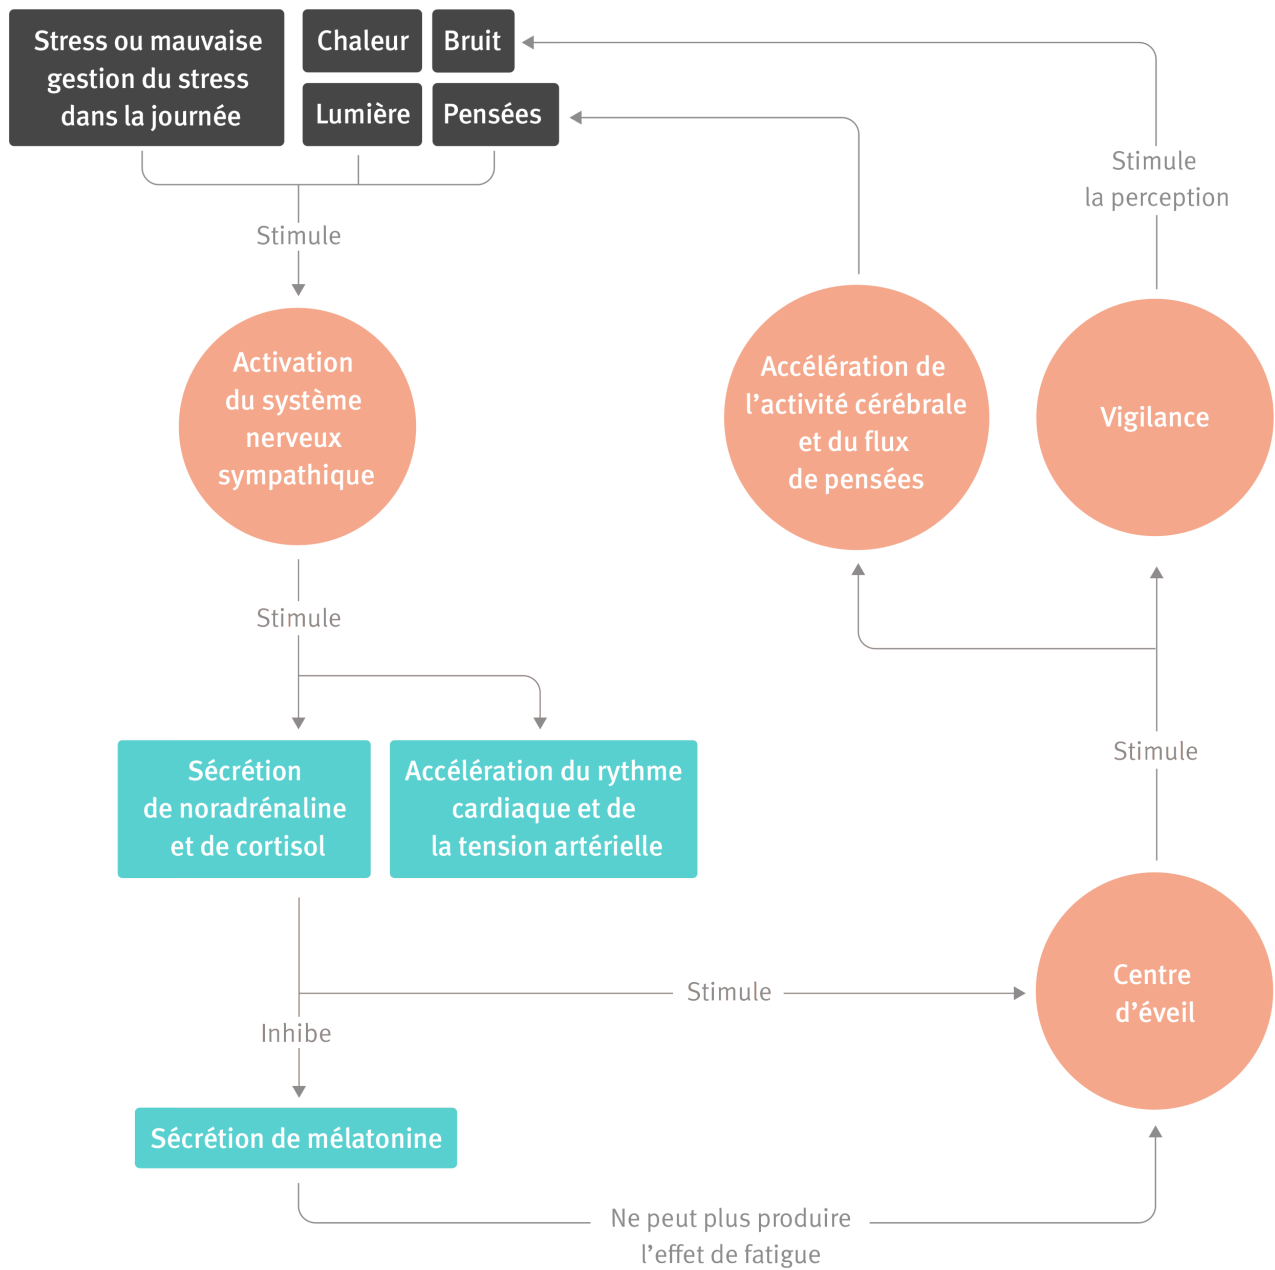 Stress ou mauvaise
gestion du stress
dans la journée
Chaleur
Bruit
Lumière
Pensées
Stimule
la perception
Stimule
Activation
du système
nerveux
sympathique
Accélération de
l’activité cérébrale
et du flux
de pensées
Vigilance
Stimule
Stimule
Sécrétion
de noradrénaline
et de cortisol
Accélération du rythme
cardiaque et de
la tension artérielle
Centre
d’éveil
Stimule
Inhibe
Sécrétion de mélatonine
Ne peut plus produire
l’effet de fatigue